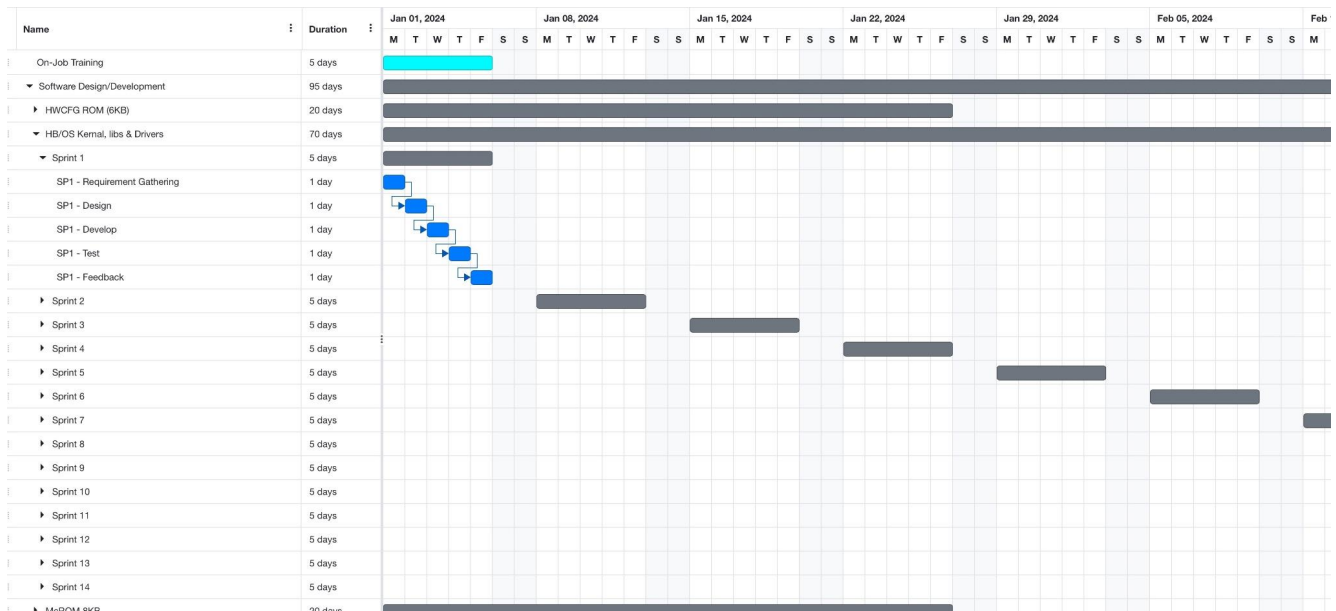 Name Duration Jan 01, 2024 Jan 08, 2024 Jan 15, 2024 Jan 22, 2024 Jan 29, 2024 Feb 05, 2024 Feb
M T W T F S S M T W T F S S M T W T F S S M T W T F S S M T W T F S S M T W T F S S M
On-Job Training 5 days
Software Design/Development 95 days
HWCFG ROM (6KB) 20 days
HB/OS Kernal, libs & Drivers 70 days
Sprint 1 5 days
SP1 - Requirement Gathering 1 day
SP1 - Design 1 day
SP1 - Develop 1 day
SP1 - Test 1 day
SP1 - Feedback 1 day
Sprint 2 5 days
Sprint 3 5 days
Sprint 4 5 days
Sprint 5 5 days
Sprint 6 5 days
Sprint 7 5 days
Sprint 8 5 days
Sprint 9 5 days
Sprint 10 5 days
Sprint 11 5 days
Sprint 12 5 days
Sprint 13 5 days
Sprint 14 5 days
20 days